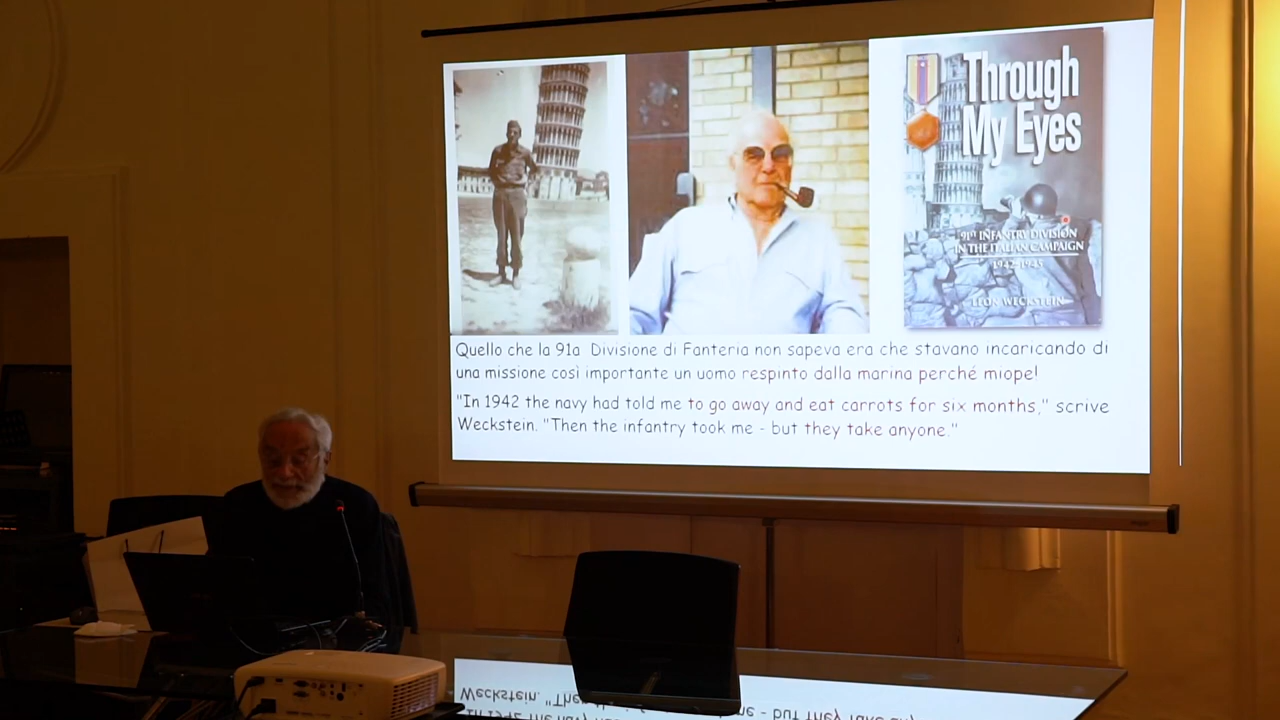 Through
My Eyes
91ST INFANTRY DIVISION
IN THE ITALIAN CAMPAIGN
1942-1945
LEON WECKSTEIN
Quello che la 91a Divisione di Fanteria non sapeva era che stavano incaricando di
una missione così importante un uomo respinto dalla marina perché miope!
"In 1942 the navy had told me to go away and eat carrots for six months," scrive
Weckstein. "Then the infantry took me - but they take anyone."